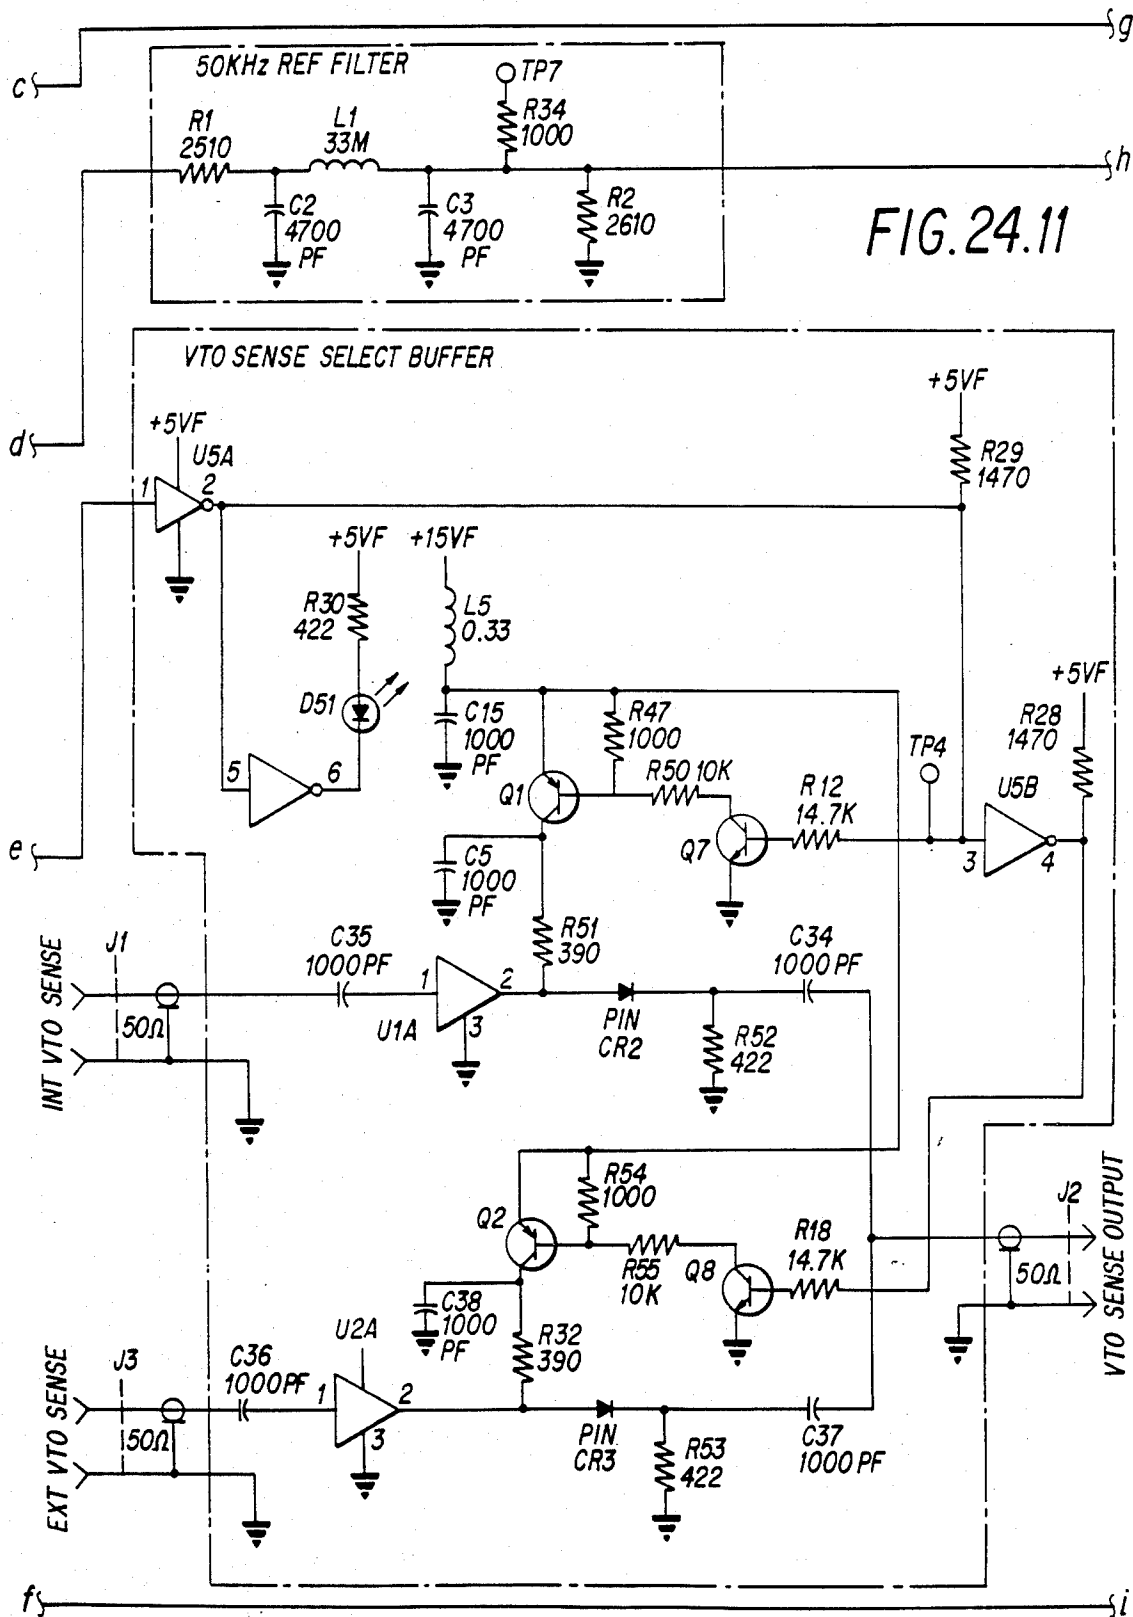 g
c
50KHz REF FILTER
TP7
R34
1000
R1
2510
L1
33M
h
C2
4700
PF
C3
4700
PF
R2
2610
FIG. 24.11
VTO SENSE SELECT BUFFER
+5VF
d
+5VF
U5A
R29
1470
1
2
+5VF
+15VF
R30
422
L5
0.33
+5VF
D51
C15
1000
PF
R47
1000
R28
1470
TP4
R50 10K
5
6
Q1
R12
14.7K
U5B
Q7
3
4
e
C5
1000
PF
R51
390
INT VTO SENSE
J1
C35
1000PF
C34
1000PF
1
2
50Ω
U1A
3
PIN
CR2
R52
422
R54
1000
Q2
R18
14.7K
J2
VTO SENSE OUTPUT
R55
10K
Q8
50Ω
C38
1000
PF
U2A
R32
390
EXT VTO SENSE
J3
C36
1000PF
1
2
50Ω
3
PIN
CR3
R53
422
C37
1000PF
f
i